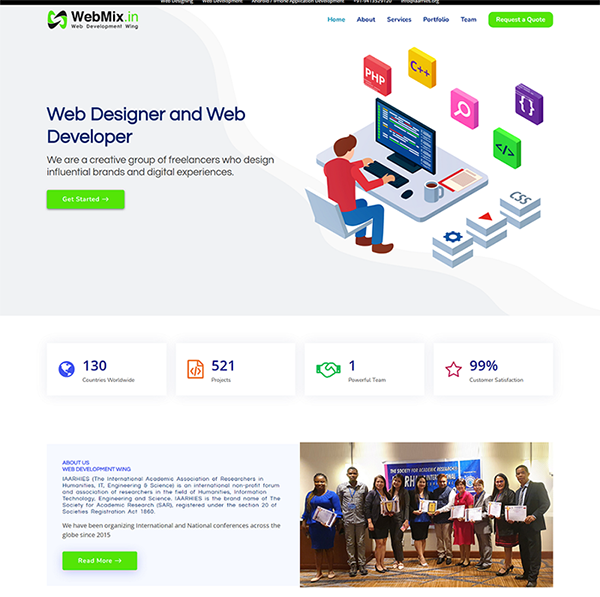 Web Designing Web Development Android / iPhone Application Development +91-9413529120
WebMix.in
Web Development Wing
Home About Services Portfolio Team Request a Quote
PHP
C++
</>
CSS
Web Designer and Web
Developer
We are a creative group of freelancers who design
influential brands and digital experiences.
Get Started →
130
Countries Worldwide
521
Projects
1
Powerful Team
99%
Customer Satisfaction
ABOUT US
WEB DEVELOPMENT WING
IAARHIES (The International Academic Association of Researchers in
Humanities, IT, Engineering & Science) is an international non-profit forum
and association of researchers in the field of Humanities, Information
Technology, Engineering and Science. IAARHIES is the brand name of The
Society for Academic Research (SAR), registered under the section 20 of
Societies Registration Act 1860.
We have been organizing International and National conferences across the
globe since 2015
Read More →
THE SOCIETY FOR ACADEMIC RESEARCH
INTERNATIONAL